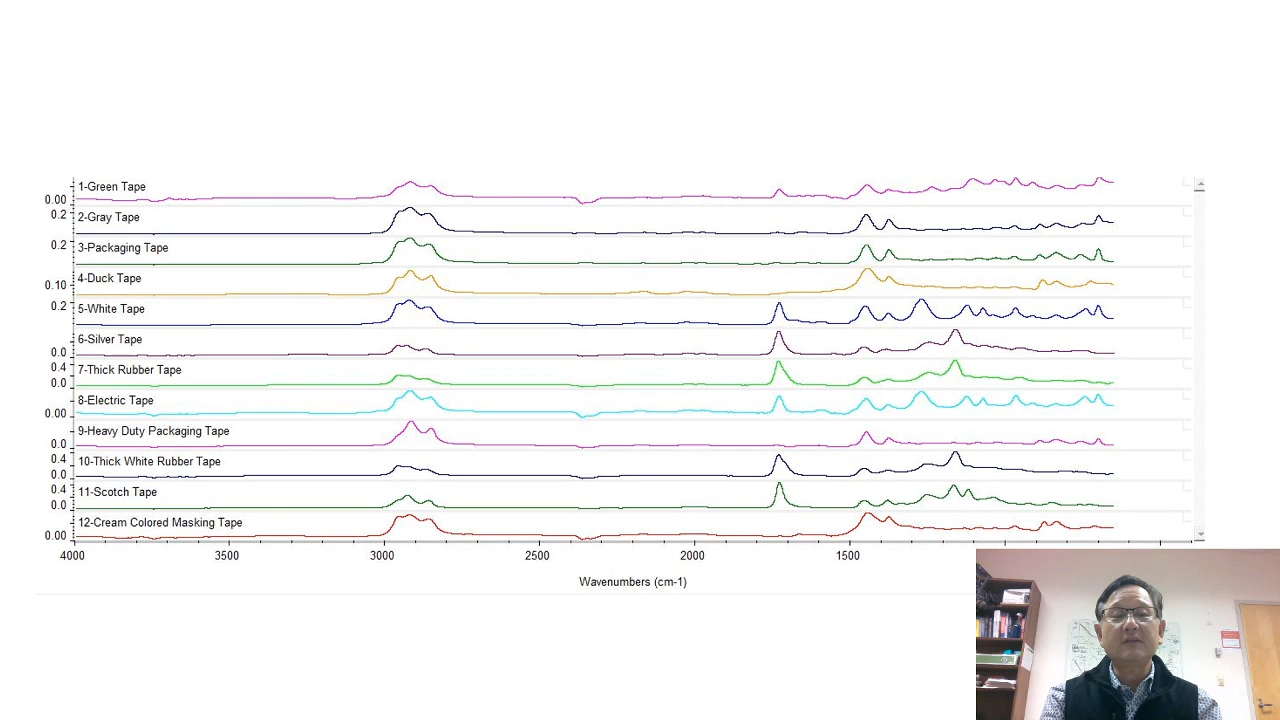 1-Green Tape
0.00
0.2
2-Gray Tape
0.2
3-Packaging Tape
4-Duck Tape
0.10
0.2
5-White Tape
6-Silver Tape
0.0
0.4
7-Thick Rubber Tape
0.0
8-Electric Tape
0.00
9-Heavy Duty Packaging Tape
0.0
0.4
10-Thick White Rubber Tape
0.0
0.4
11-Scotch Tape
0.0
12-Cream Colored Masking Tape
0.00
4000 3500 3000 2500 2000 1500
Wavenumbers (cm-1)